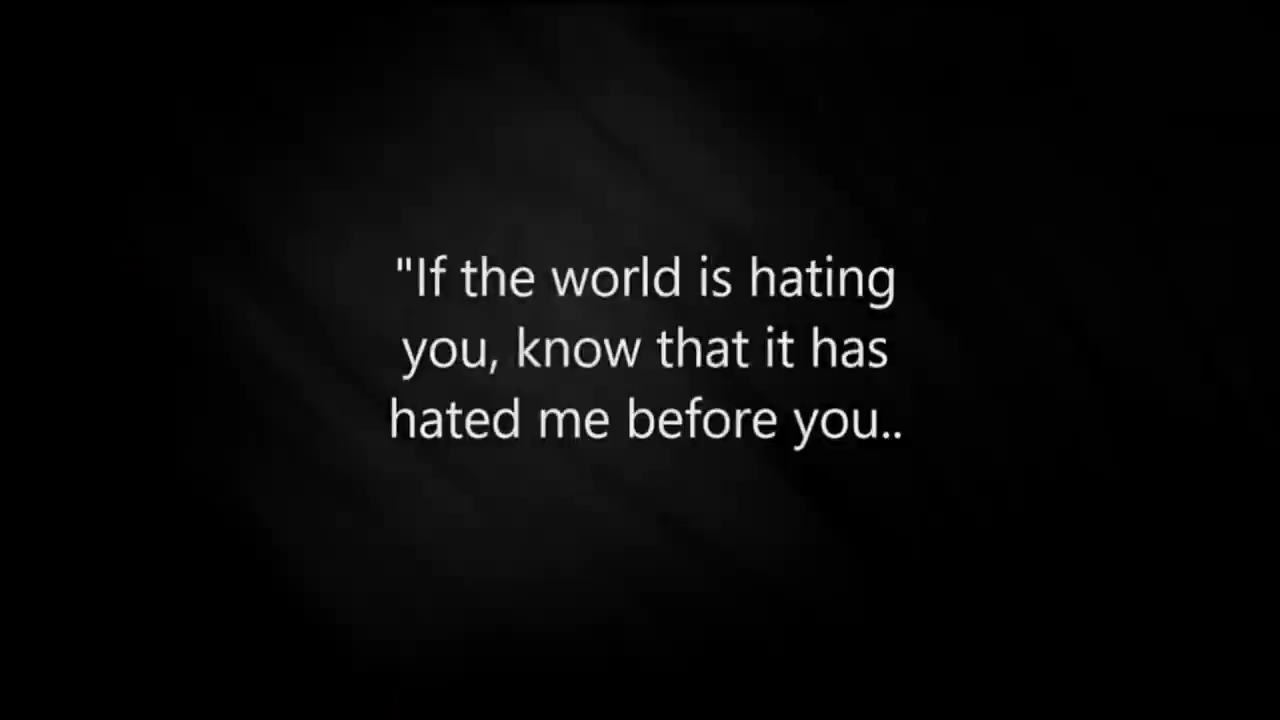 "If the world is hating
you, know that it has
hated me before you..